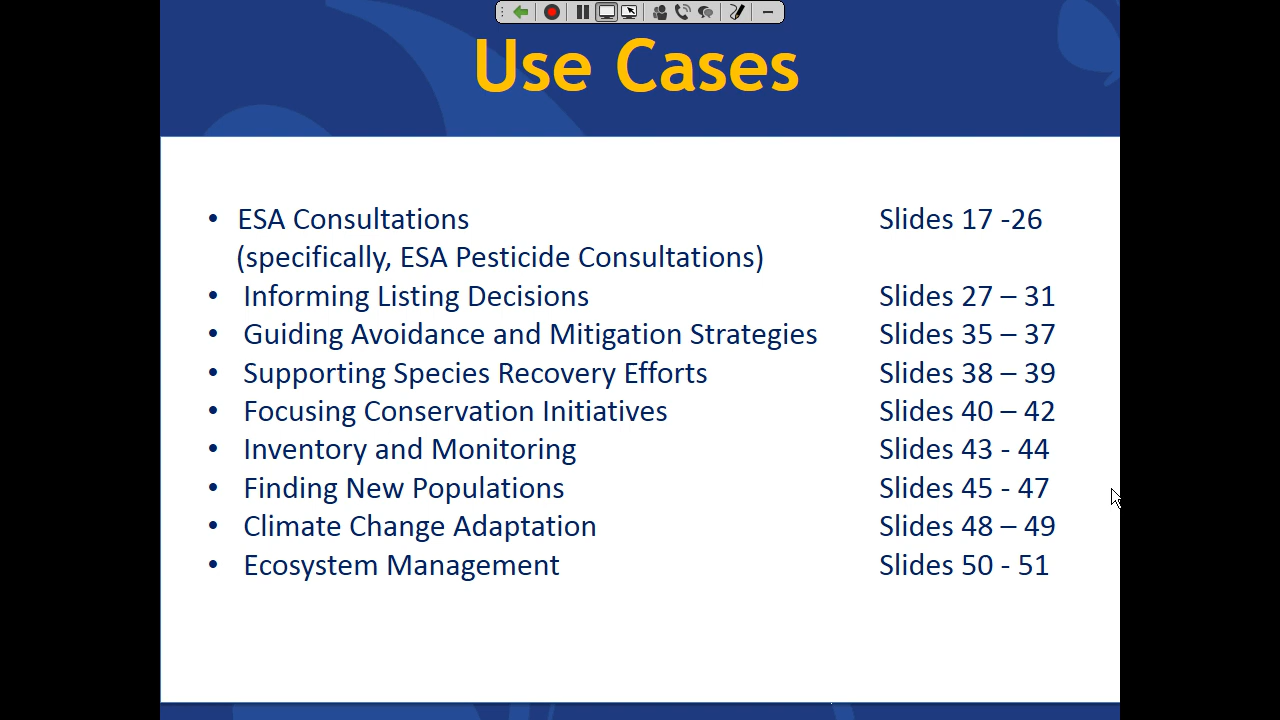 Use Cases
• ESA Consultations Slides 17 -26
(specifically, ESA Pesticide Consultations)
• Informing Listing Decisions Slides 27 – 31
• Guiding Avoidance and Mitigation Strategies Slides 35 – 37
• Supporting Species Recovery Efforts Slides 38 – 39
• Focusing Conservation Initiatives Slides 40 – 42
• Inventory and Monitoring Slides 43 - 44
• Finding New Populations Slides 45 - 47
• Climate Change Adaptation Slides 48 – 49
• Ecosystem Management Slides 50 - 51